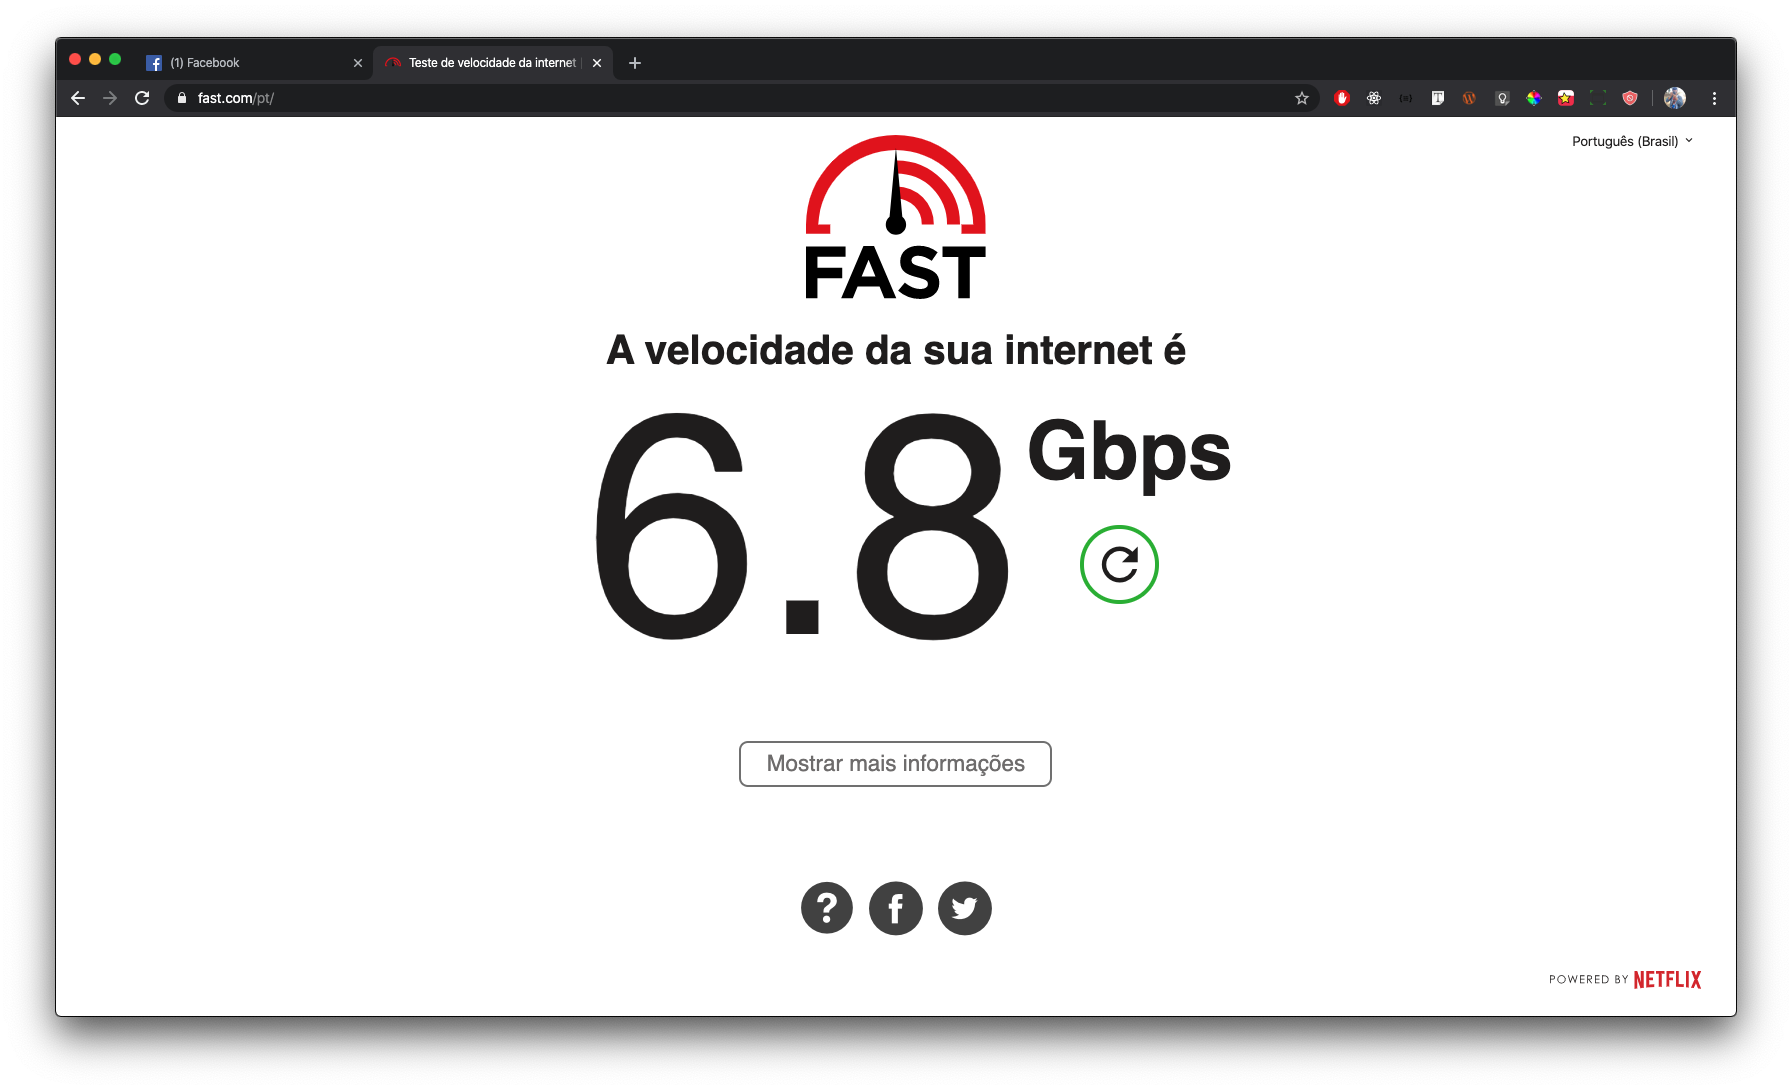 (1) Facebook
Teste de velocidade da internet
fast.com/pt/
Português (Brasil)
FAST
A velocidade da sua internet é
6.8 Gbps
Mostrar mais informações
POWERED BY NETFLIX